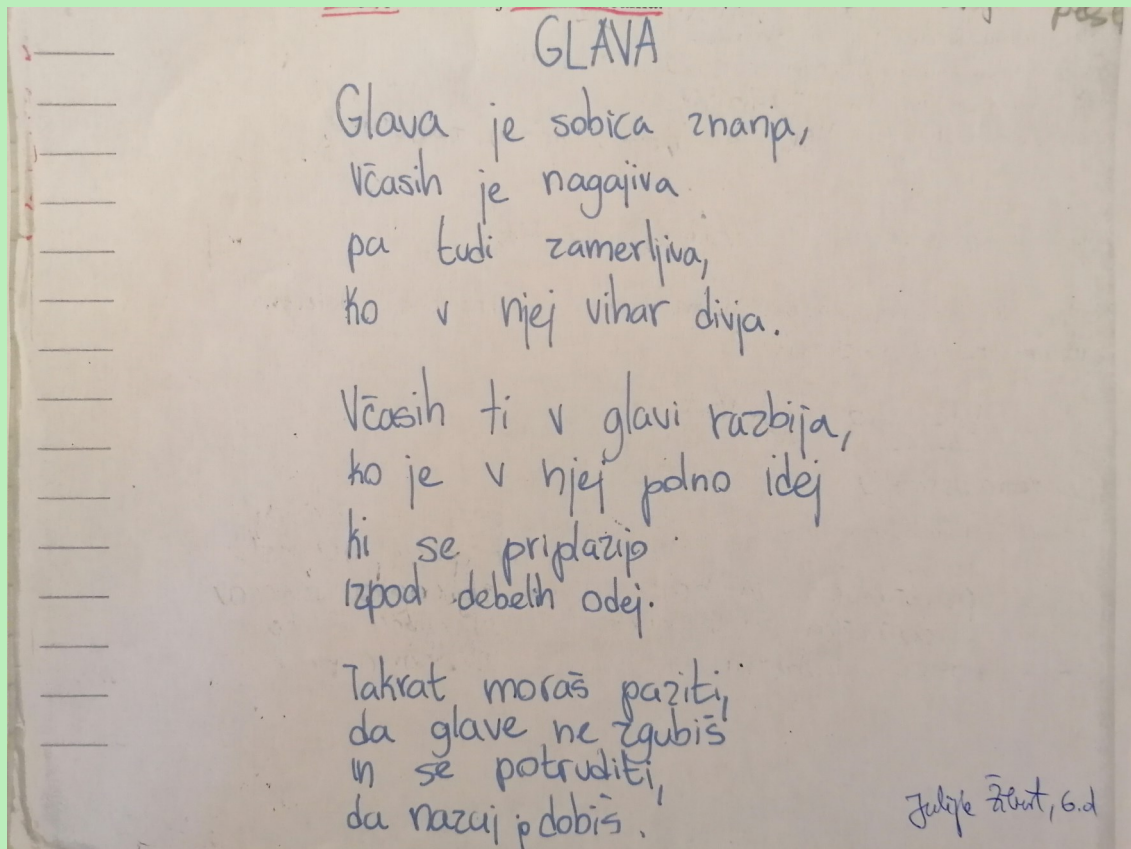 GLAVA
Glava je sobica znanja,
Včasih je nagajiva
pa tudi zamerljiva,
ko v njej vihar divja.
Včasih ti v glavi razbija,
ko je v njej polno idej
ki se priplazijo
izpod debelih odej.
Takrat moraš paziti,
da glave ne zgubiš
in se potruditi,
da nazaj jo dobiš.
6.d